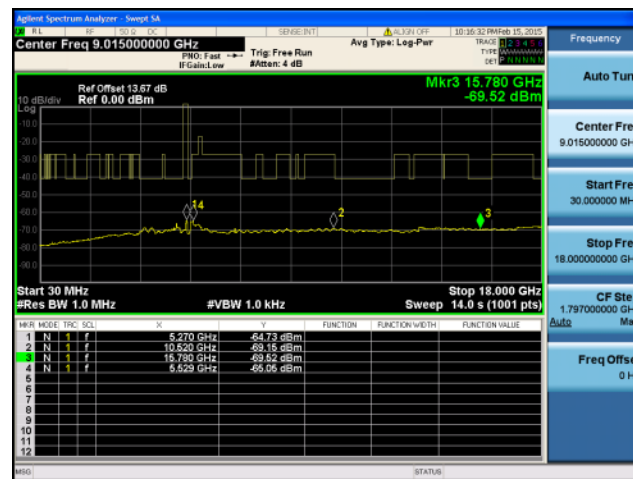 Agilent Spectrum Analyzer - Swept SA
RL RF 50 Ω DC SENSE:INT ALIGN OFF 10:16:32 PM Feb 15, 2015
Center Freq 9.015000000 GHz
PNO: Fast
IFGain:Low
Trig: Free Run
#Atten: 4 dB
Avg Type: Log-Pwr
TRACE 1 2 3 4 5 6
TYPE
DET P N N N N N
Ref Offset 13.67 dB
Ref 0.00 dBm
10 dB/div
Log
Mkr3 15.780 GHz
-69.52 dBm
-10.0
-20.0
-30.0
-40.0
-50.0
-60.0
-70.0
-80.0
-90.0
1 4
2
3
Start 30 MHz Stop 18.000 GHz
#Res BW 1.0 MHz #VBW 1.0 kHz Sweep 14.0 s (1001 pts)
MKR MODE TRC SCL X Y FUNCTION FUNCTION WIDTH FUNCTION VALUE
1 N 1 f 5.270 GHz -64.73 dBm
2 N 1 f 10.520 GHz -69.15 dBm
3 N 1 f 15.780 GHz -69.52 dBm
4 N 1 f 5.529 GHz -65.05 dBm
5
6
7
8
9
10
11
12
MSG STATUS
Frequency
Auto Tun
Center Fre
9.015000000 GH
Start Fre
30.000000 MH
Stop Fre
18.000000000 GH
CF Ste
1.797000000 GH
Auto Ma
Freq Offse
0 H